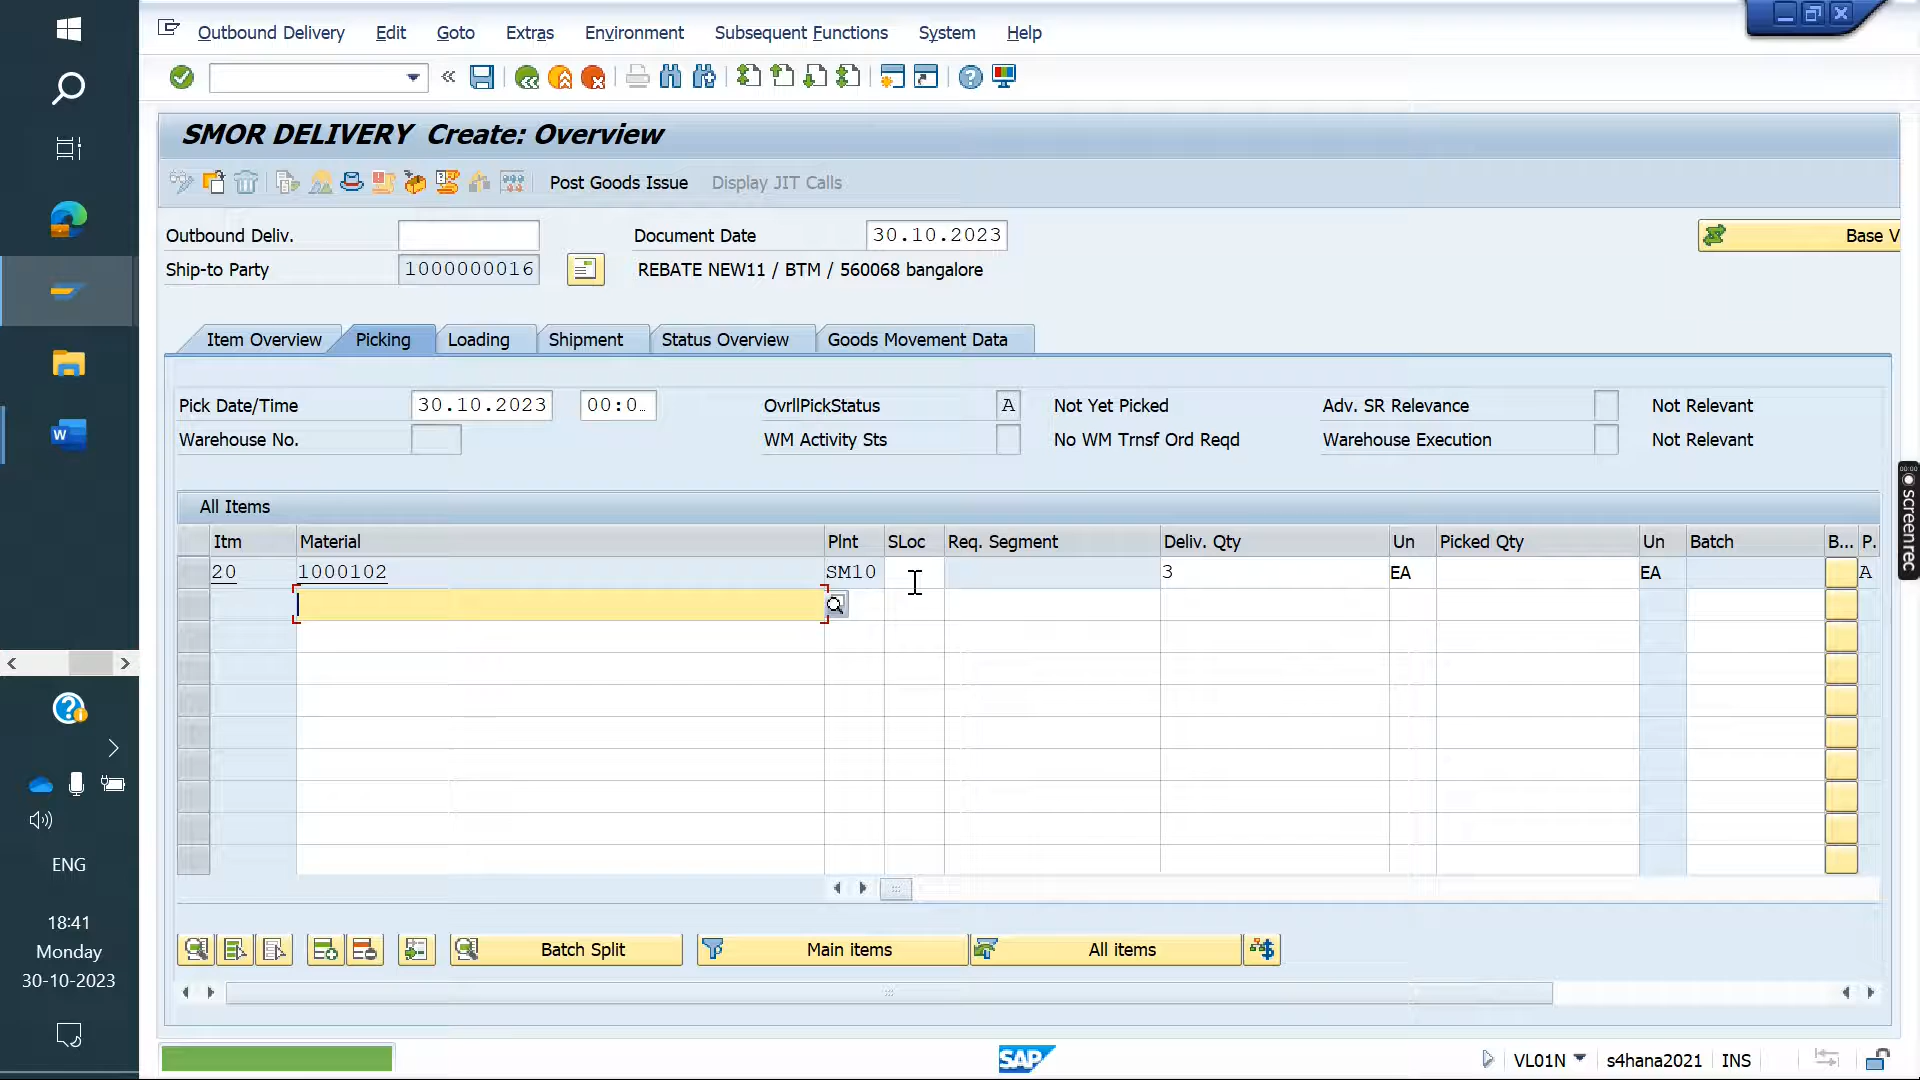 Outbound Delivery Edit Goto Extras Environment Subsequent Functions System Help
SMOR DELIVERY Create: Overview
Post Goods Issue Display JIT Calls
Outbound Deliv. Document Date 30.10.2023 Base V
Ship-to Party 1000000016 REBATE NEW11 / BTM / 560068 bangalore
Item Overview Picking Loading Shipment Status Overview Goods Movement Data
Pick Date/Time 30.10.2023 00:0.. OvrllPickStatus A Not Yet Picked Adv. SR Relevance Not Relevant
Warehouse No. WM Activity Sts No WM Trnsf Ord Reqd Warehouse Execution Not Relevant
All Items
Itm Material Plnt SLoc Req. Segment Deliv. Qty Un Picked Qty Un Batch B... P.
20 1000102 SM10 3 EA EA A
Batch Split Main items All items
SAP
VL01N s4hana2021 INS
W
ENG
18:41
Monday
30-10-2023
00:00
screenrec